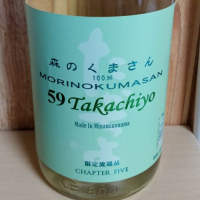 森のくまさん
100%
MORINOKUMASAN
59 Takachiyo
Made in Minamiuonuma
限定流通品
CHAPTER FIVE